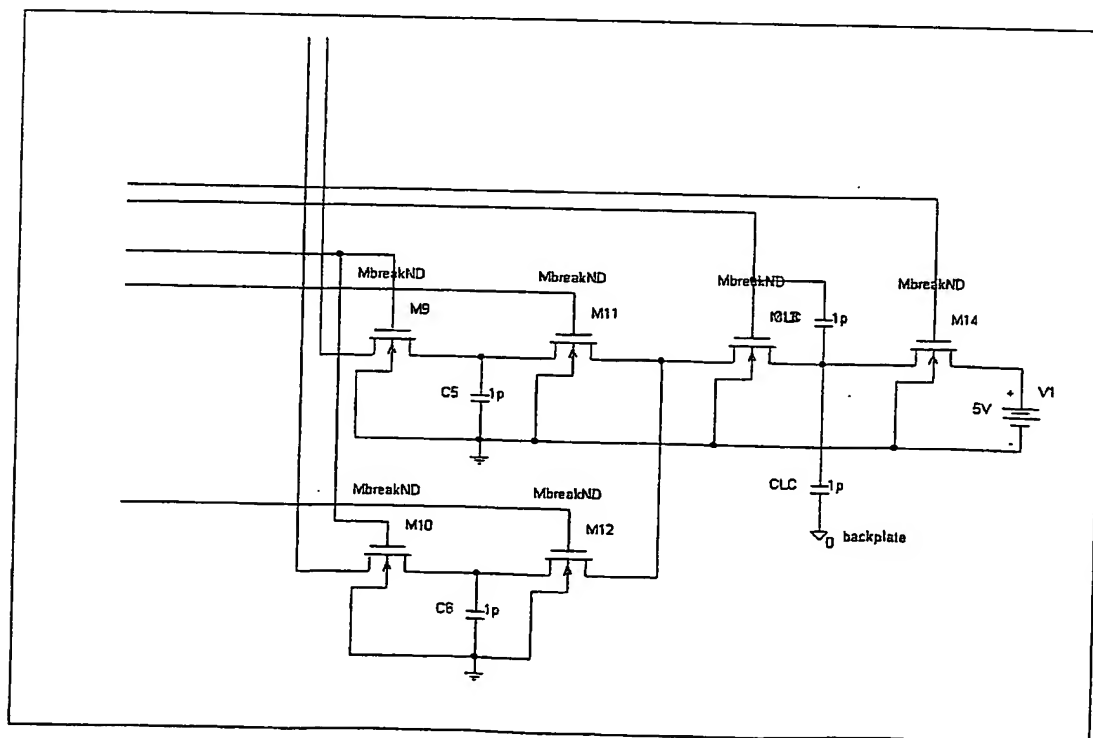 MbreakND
MbreakND
MbreakND
MbreakND
M9
M11
1p
M14
C5
1p
+
V1
5V
-
MbreakND
MbreakND
CLC
1p
M10
M12
0 backplate
C6
1p